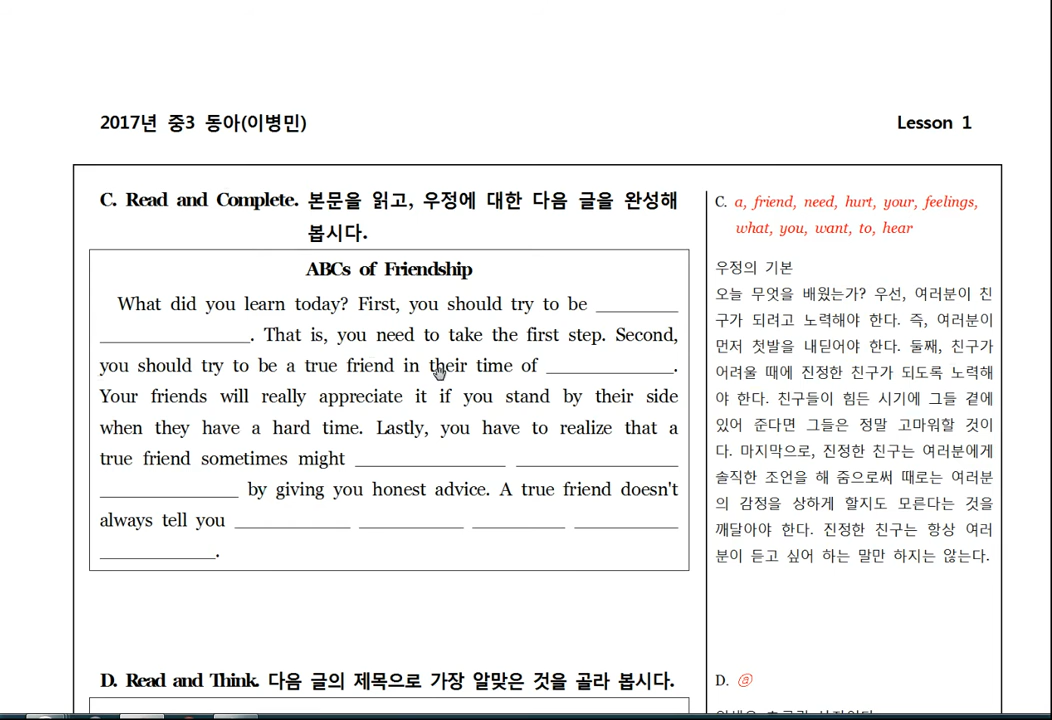 2017년 중3 동아(이병민)
Lesson 1
C. Read and Complete. 본문을 읽고, 우정에 대한 다음 글을 완성해
봅시다.
ABCs of Friendship
What did you learn today? First, you should try to be ________
________________. That is, you need to take the first step. Second,
you should try to be a true friend in their time of ______________.
Your friends will really appreciate it if you stand by their side
when they have a hard time. Lastly, you have to realize that a
true friend sometimes might ________________ _________________
_______________ by giving you honest advice. A true friend doesn't
always tell you ____________ ___________ __________ ___________
____________.
D. Read and Think. 다음 글의 제목으로 가장 알맞은 것을 골라 봅시다.
C. a, friend, need, hurt, your, feelings,
what, you, want, to, hear
우정의 기본
오늘 무엇을 배웠는가? 우선, 여러분이 친
구가 되려고 노력해야 한다. 즉, 여러분이
먼저 첫발을 내딛어야 한다. 둘째, 친구가
어려울 때에 진정한 친구가 되도록 노력해
야 한다. 친구들이 힘든 시기에 그들 곁에
있어 준다면 그들은 정말 고마워할 것이
다. 마지막으로, 진정한 친구는 여러분에게
솔직한 조언을 해 줌으로써 때로는 여러분
의 감정을 상하게 할지도 모른다는 것을
깨달아야 한다. 진정한 친구는 항상 여러
분이 듣고 싶어 하는 말만 하지는 않는다.
D. ⓐ